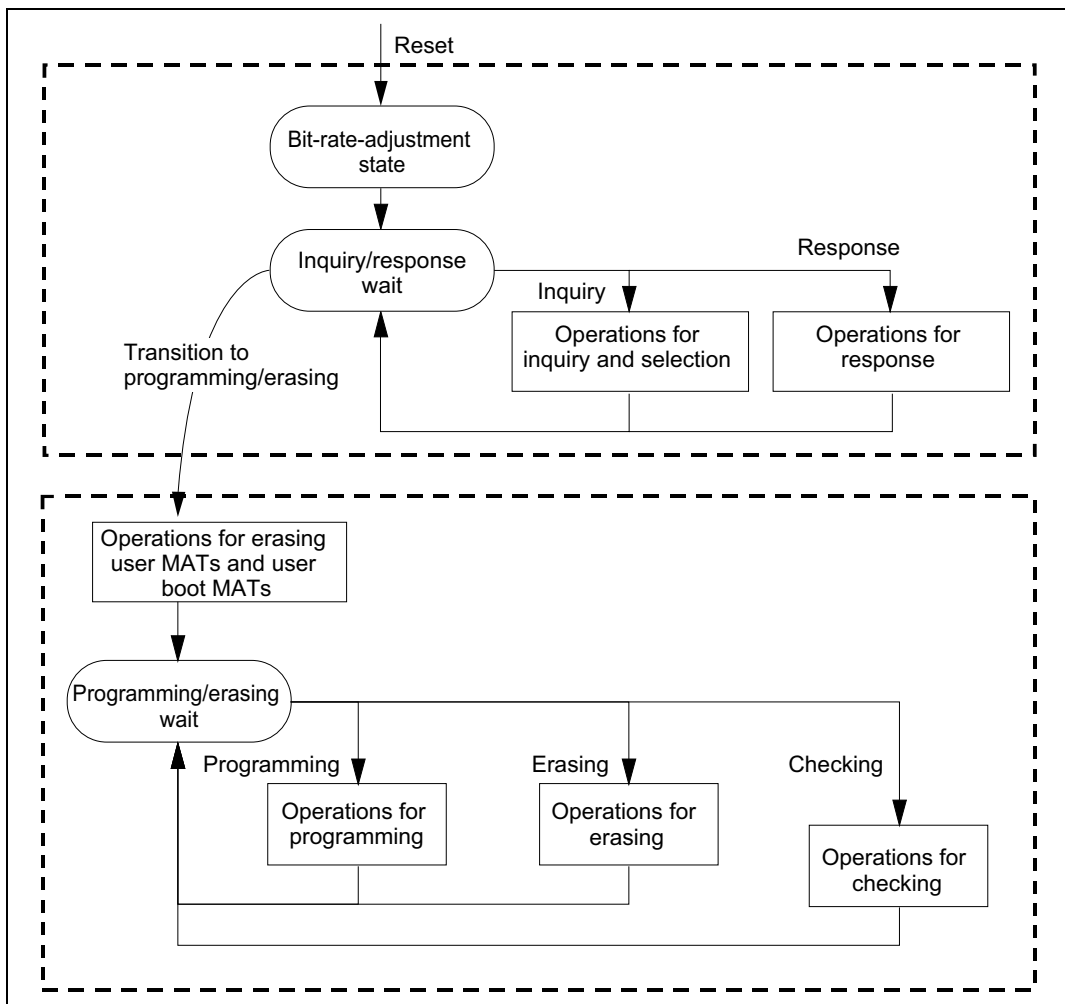 Reset
Bit-rate-adjustment
state
Inquiry/response
wait
Response
Inquiry
Operations for
inquiry and selection
Operations for
response
Transition to
programming/erasing
Operations for erasing
user MATs and user
boot MATs
Programming/erasing
wait
Programming
Erasing
Checking
Operations for
programming
Operations for
erasing
Operations for
checking